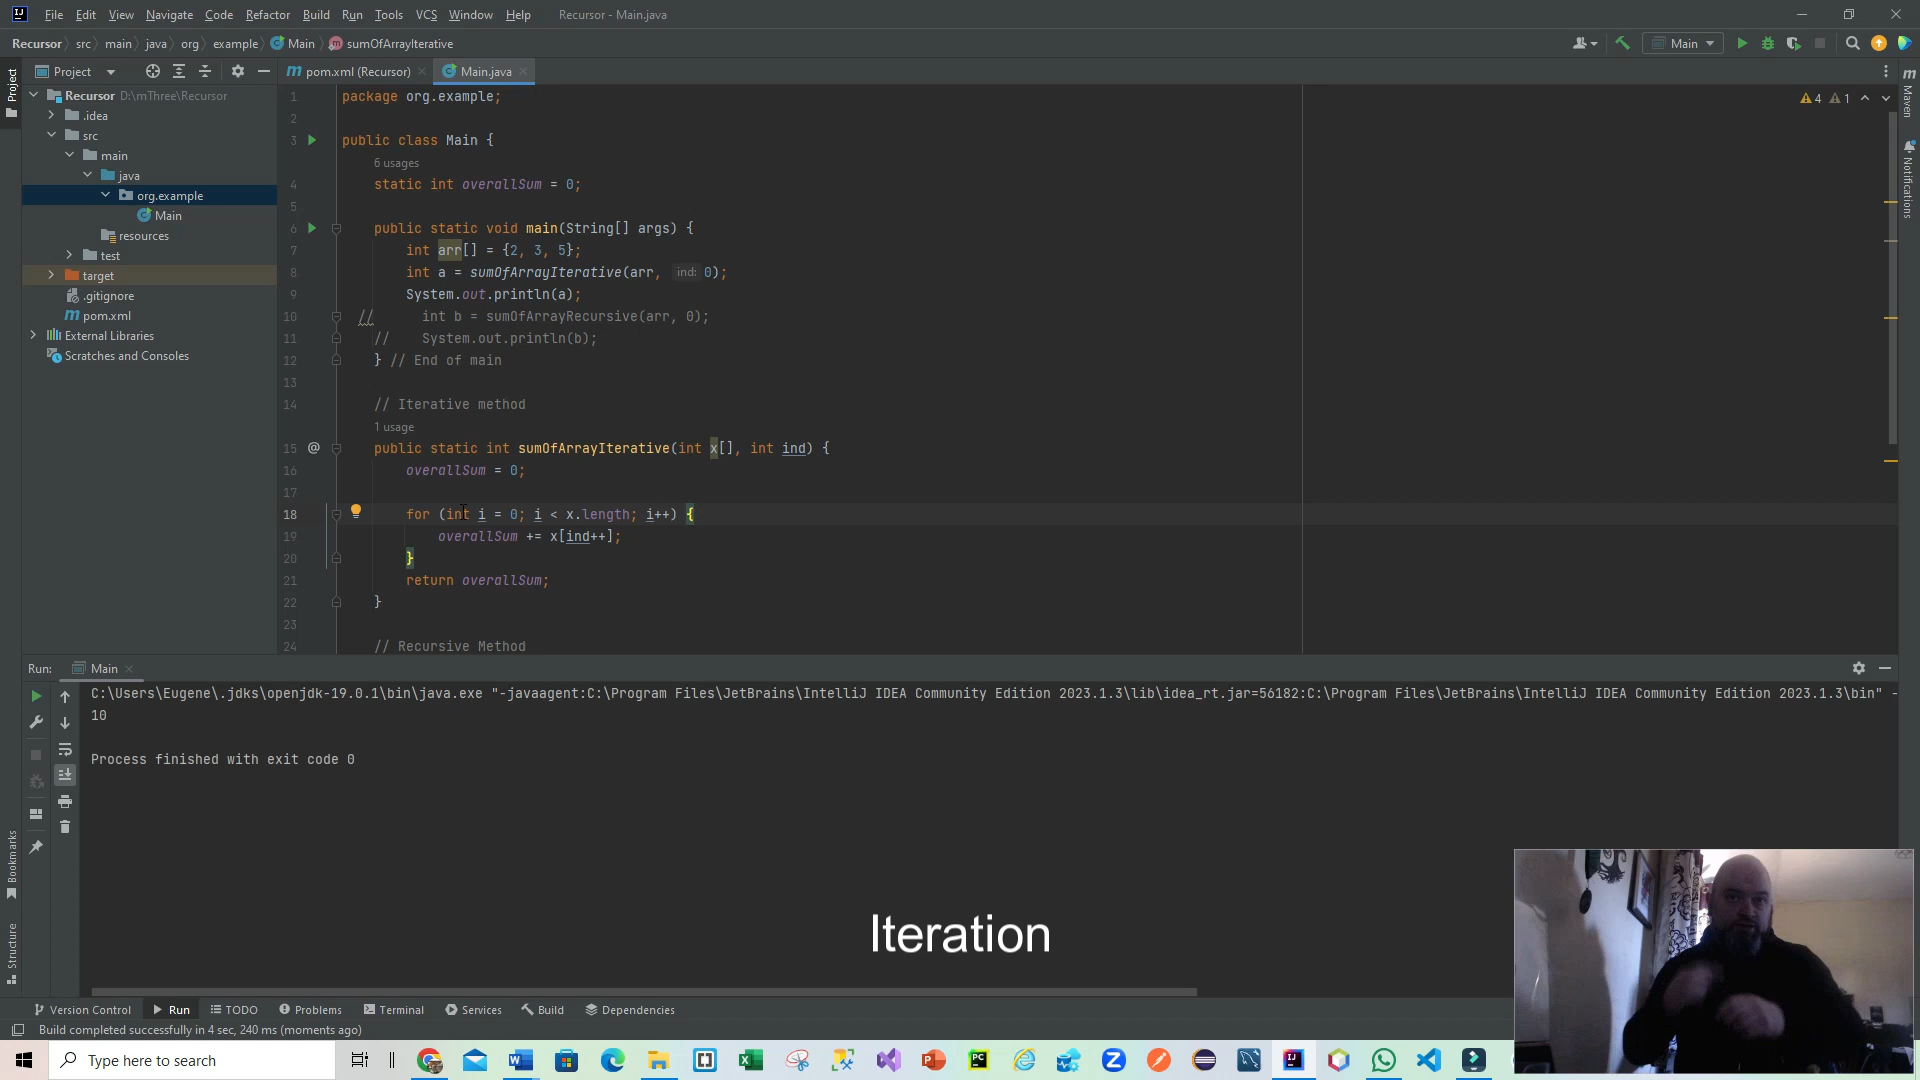 File Edit View Navigate Code Refactor Build Run Tools VCS Window Help Recursor - Main.java
Recursor src main java org example Main sumOfArrayIterative
Main
Project
Project
pom.xml (Recursor)
Main.java
Recursor D:\mThree\Recursor
.idea
src
main
java
org.example
Main
resources
test
target
.gitignore
pom.xml
External Libraries
Scratches and Consoles
4 1
Maven
Notifications
1 package org.example;
2
3 public class Main {
6 usages
4 static int overallSum = 0;
5
6 public static void main(String[] args) {
7 int arr[] = {2, 3, 5};
8 int a = sumOfArrayIterative(arr, ind: 0);
9 System.out.println(a);
10 // int b = sumOfArrayRecursive(arr, 0);
11 // System.out.println(b);
12 } // End of main
13
14 // Iterative method
1 usage
15 public static int sumOfArrayIterative(int x[], int ind) {
16 overallSum = 0;
17
18 for (int i = 0; i < x.length; i++) {
19 overallSum += x[ind++];
20 }
21 return overallSum;
22 }
23
24 // Recursive Method
Run: Main
C:\Users\Eugene\.jdks\openjdk-19.0.1\bin\java.exe "-javaagent:C:\Program Files\JetBrains\IntelliJ IDEA Community Edition 2023.1.3\lib\idea_rt.jar=56182:C:\Program Files\JetBrains\IntelliJ IDEA Community Edition 2023.1.3\bin" -
10
Process finished with exit code 0
Bookmarks
Structure
Iteration
Version Control Run TODO Problems Terminal Services Build Dependencies
Build completed successfully in 4 sec, 240 ms (moments ago)
Type here to search